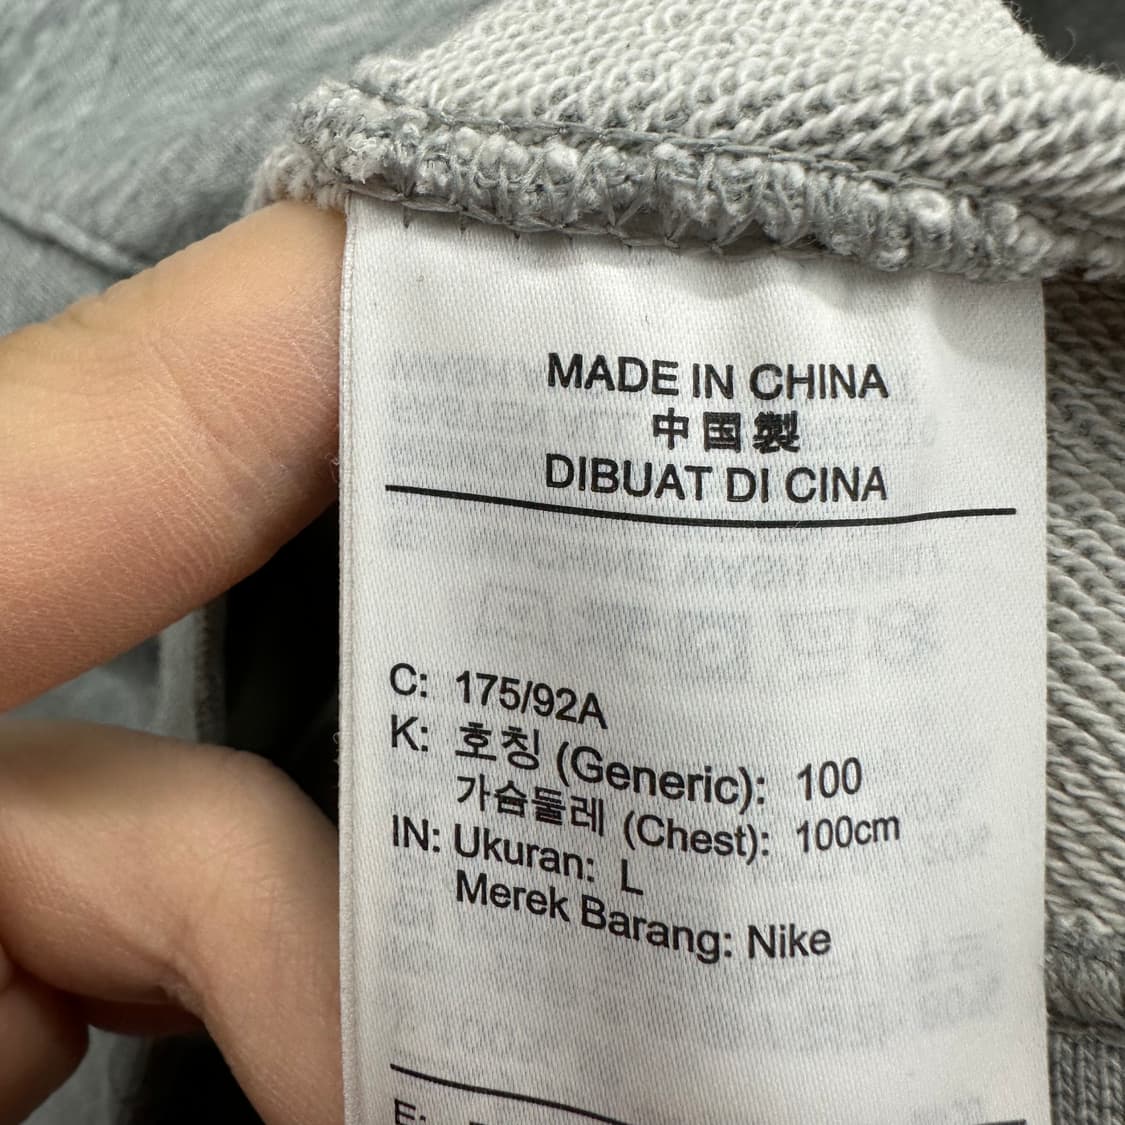 MADE IN CHINA
中国製
DIBUAT DI CINA
C: 175/92A
K: 호칭 (Generic): 100
가슴둘레 (Chest): 100cm
IN: Ukuran: L
Merek Barang: Nike
E: